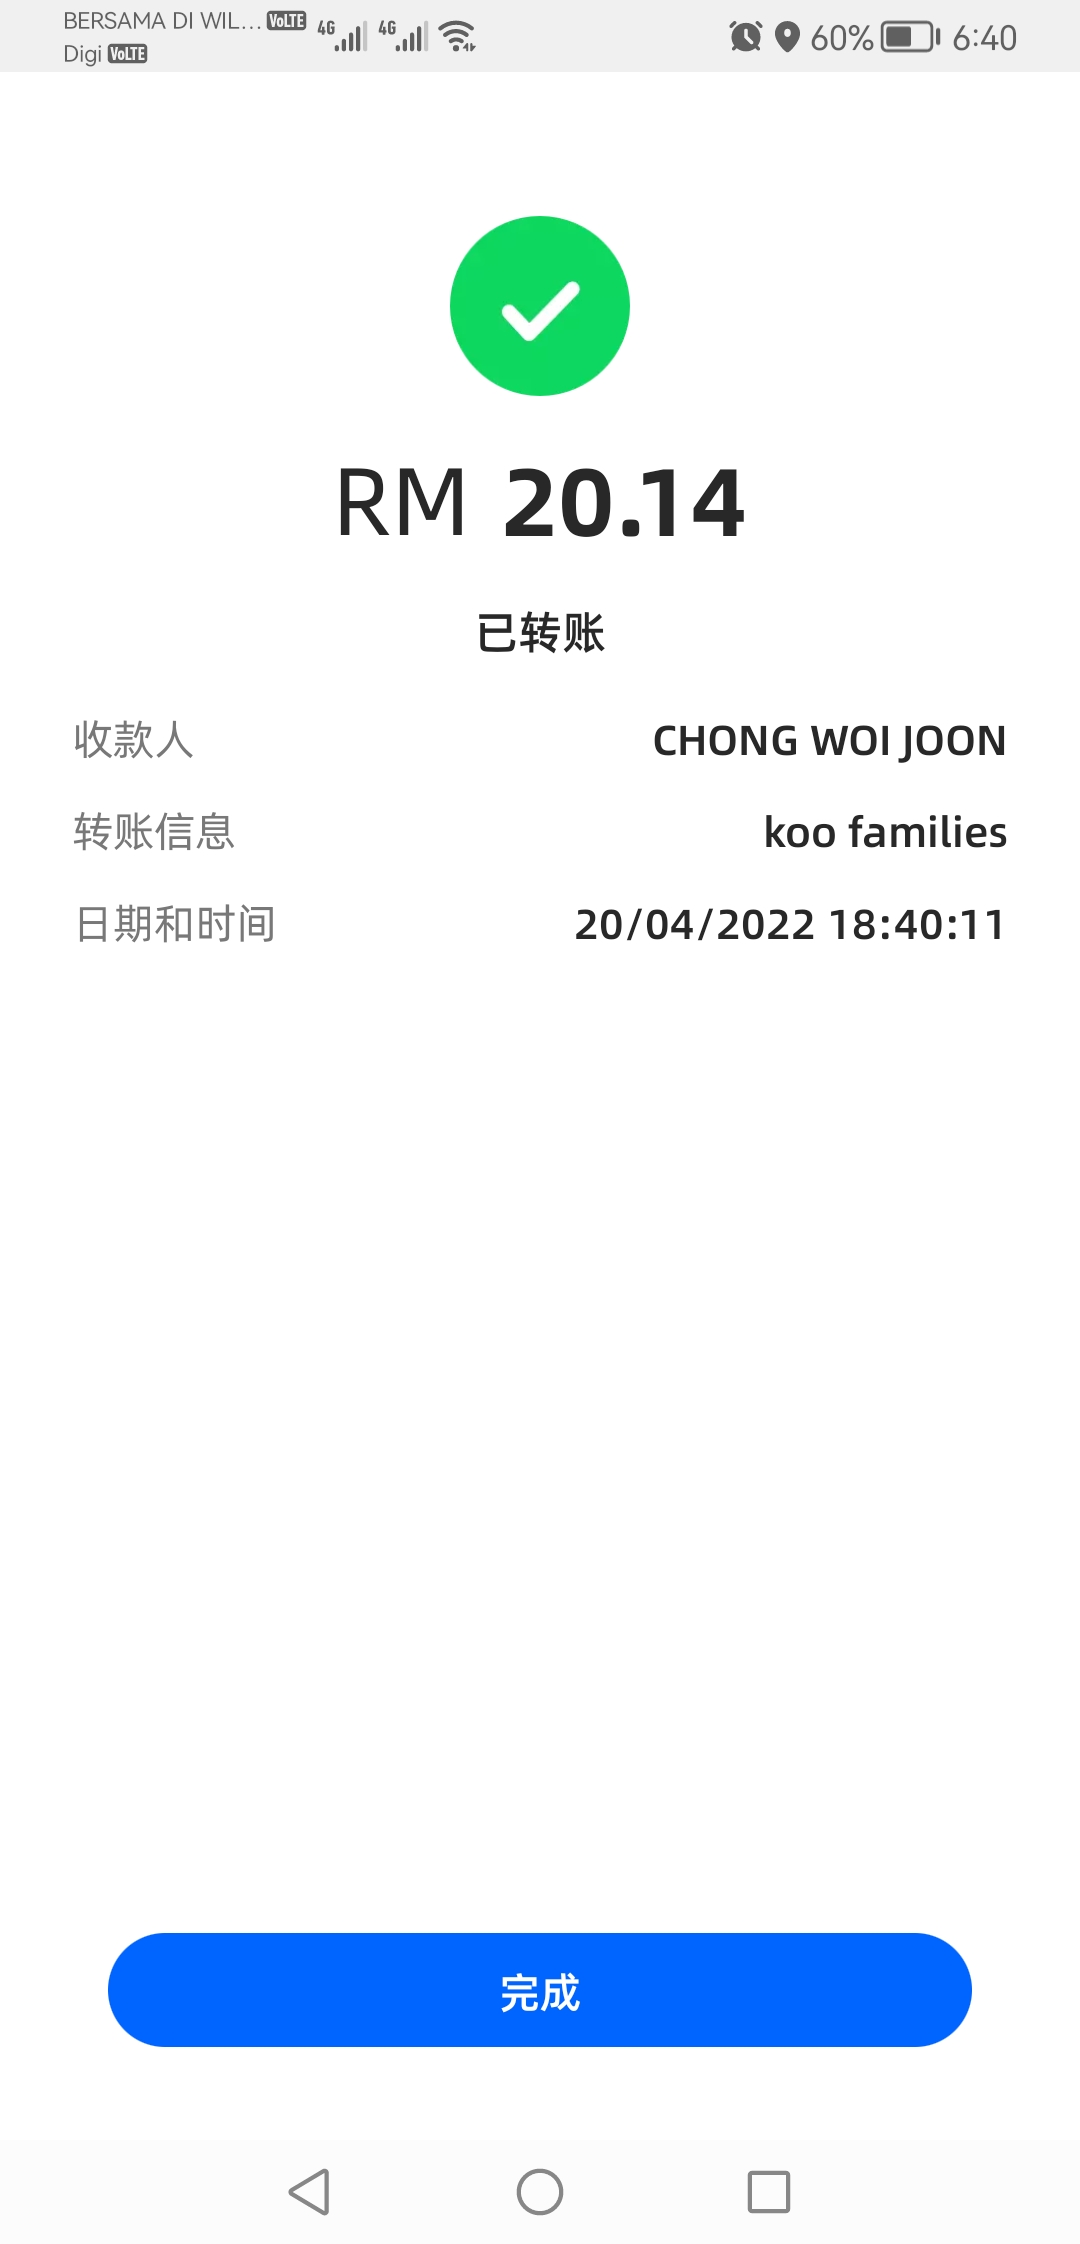 BERSAMA DI WIL... VoLTE 4G 4G 60% 6:40
Digi VoLTE
RM 20.14
已转账
收款人 CHONG WOI JOON
转账信息 koo families
日期和时间 20/04/2022 18:40:11
完成